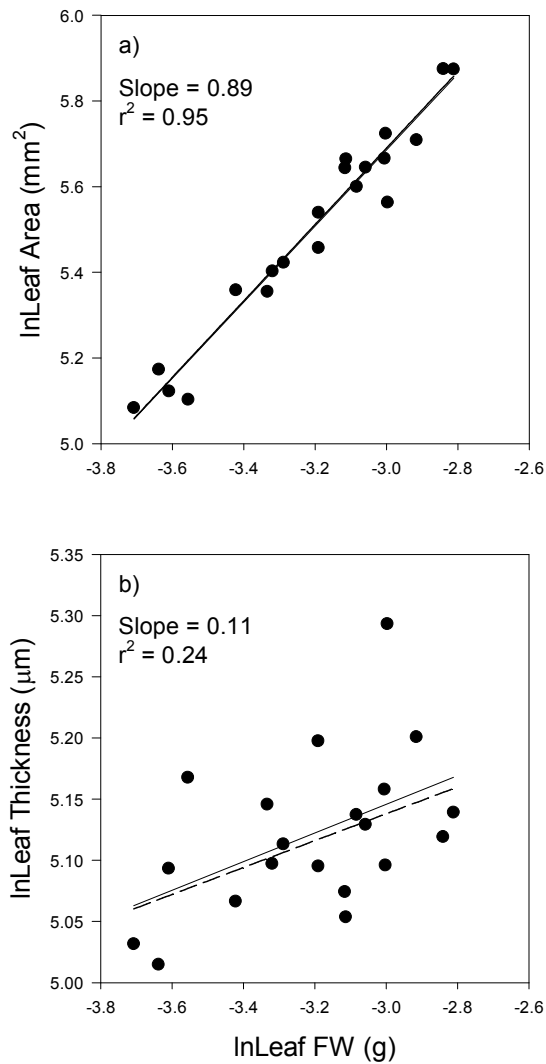 6.0
a)
Slope = 0.89
r² = 0.95
5.8
5.6
5.4
5.2
5.0
lnLeaf Area (mm²)
-3.8 -3.6 -3.4 -3.2 -3.0 -2.8 -2.6
5.35
b)
5.30
Slope = 0.11
r² = 0.24
5.25
5.20
5.15
5.10
5.05
5.00
lnLeaf Thickness (μm)
-3.8 -3.6 -3.4 -3.2 -3.0 -2.8 -2.6
lnLeaf FW (g)